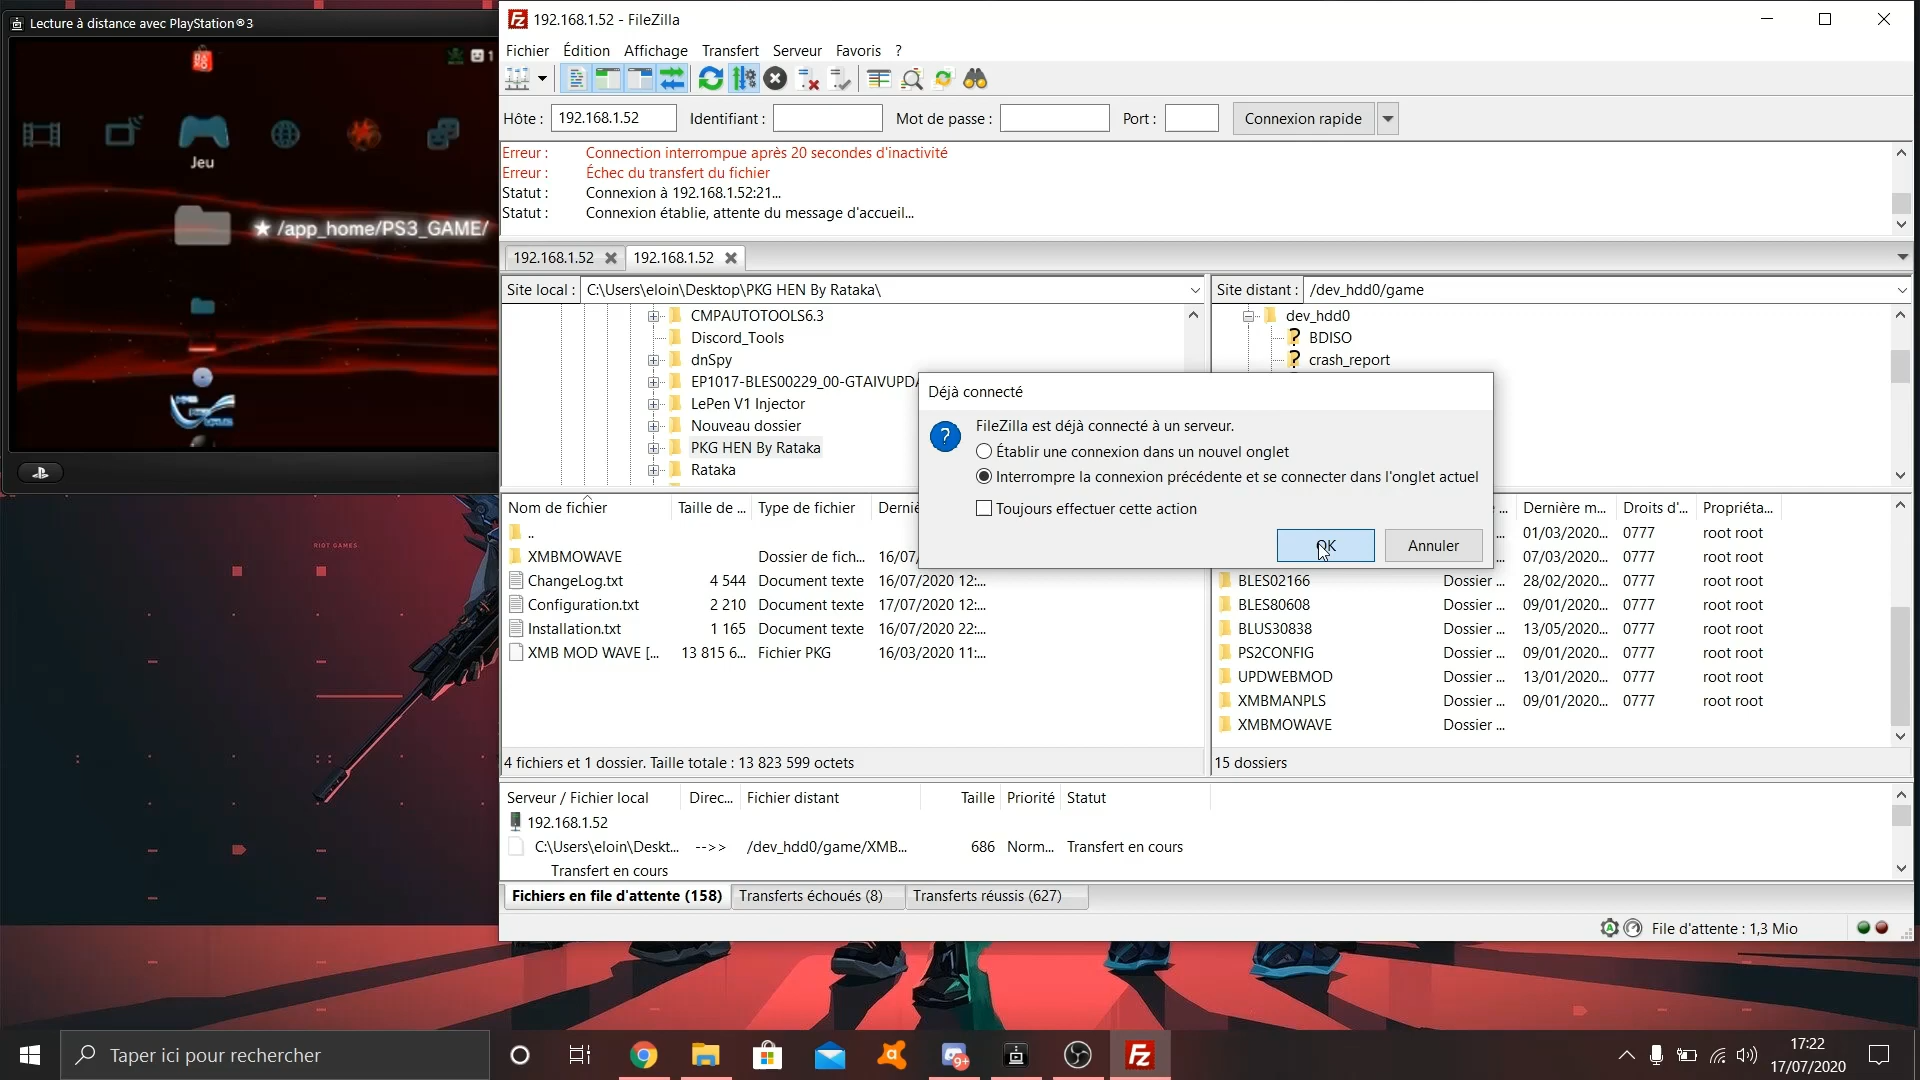 Lecture à distance avec PlayStation®3
1
Jeu
★ /app_home/PS3_GAME/
RIOT GAMES
192.168.1.52 - FileZilla
Fichier Édition Affichage Transfert Serveur Favoris ?
Hôte : 192.168.1.52 Identifiant : Mot de passe : Port : Connexion rapide
Erreur : Connection interrompue après 20 secondes d'inactivité
Erreur : Échec du transfert du fichier
Statut : Connexion à 192.168.1.52:21...
Statut : Connexion établie, attente du message d'accueil...
192.168.1.52 192.168.1.52
Site local : C:\Users\eloin\Desktop\PKG HEN By Rataka\
CMPAUTOTOOLS6.3
Discord_Tools
dnSpy
EP1017-BLES00229_00-GTAIVUPDA
LePen V1 Injector
Nouveau dossier
PKG HEN By Rataka
Rataka
Site distant : /dev_hdd0/game
dev_hdd0
BDISO
crash_report
Déjà connecté
FileZilla est déjà connecté à un serveur.
Établir une connexion dans un nouvel onglet
Interrompre la connexion précédente et se connecter dans l'onglet actuel
Toujours effectuer cette action
OK Annuler
Nom de fichier Taille de ... Type de fichier Derniè
..
XMBMOWAVE Dossier de fich... 16/07/
ChangeLog.txt 4 544 Document texte 16/07/2020 12:...
Configuration.txt 2 210 Document texte 17/07/2020 12:...
Installation.txt 1 165 Document texte 16/07/2020 22:...
XMB MOD WAVE [... 13 815 6... Fichier PKG 16/03/2020 11:...
4 fichiers et 1 dossier. Taille totale : 13 823 599 octets
... Dernière m... Droits d'... Propriéta...
... 01/03/2020... 0777 root root
... 07/03/2020... 0777 root root
BLES02166 Dossier ... 28/02/2020... 0777 root root
BLES80608 Dossier ... 09/01/2020... 0777 root root
BLUS30838 Dossier ... 13/05/2020... 0777 root root
PS2CONFIG Dossier ... 09/01/2020... 0777 root root
UPDWEBMOD Dossier ... 13/01/2020... 0777 root root
XMBMANPLS Dossier ... 09/01/2020... 0777 root root
XMBMOWAVE Dossier ...
15 dossiers
Serveur / Fichier local Direc... Fichier distant Taille Priorité Statut
192.168.1.52
C:\Users\eloin\Deskt... -->> /dev_hdd0/game/XMB... 686 Norm... Transfert en cours
Transfert en cours
Fichiers en file d'attente (158) Transferts échoués (8) Transferts réussis (627)
File d'attente : 1,3 Mio
Taper ici pour rechercher
9+
17:22
17/07/2020